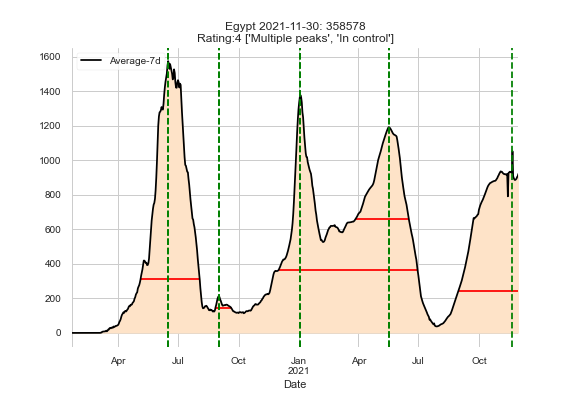 Egypt 2021-11-30: 358578
Rating:4 ['Multiple peaks', 'In control']
Average-7d
1600
1400
1200
1000
800
600
400
200
0
Apr Jul Oct Jan Apr Jul Oct
2021
Date